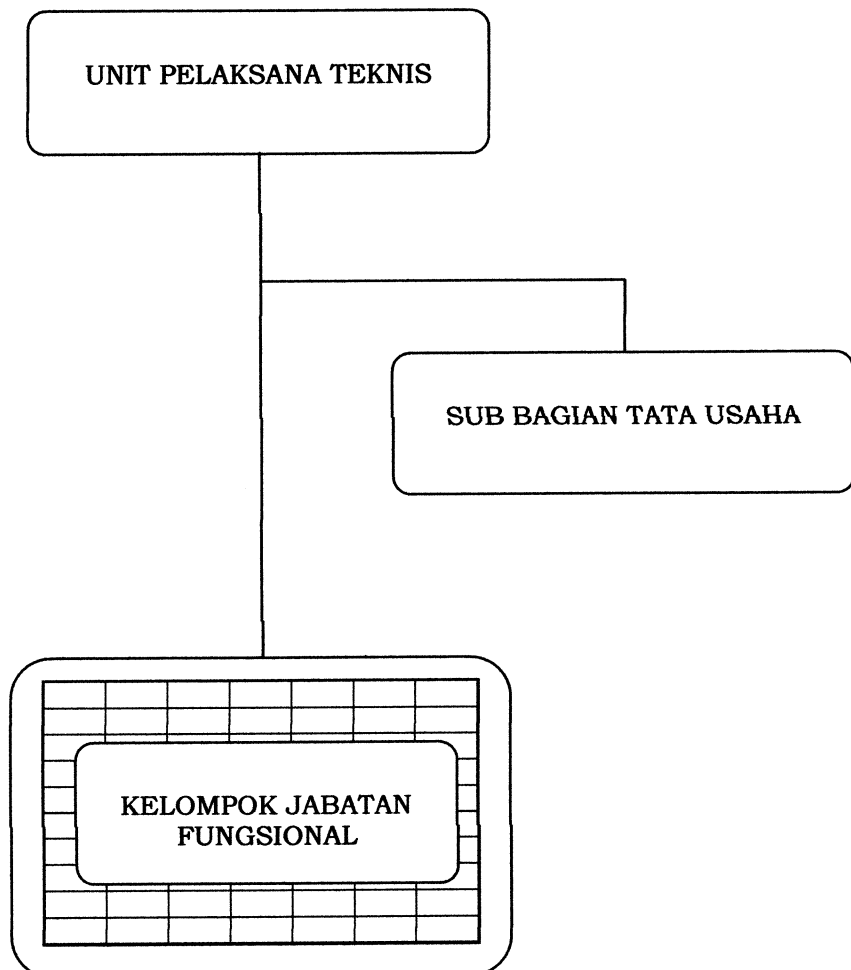 UNIT PELAKSANA TEKNIS
SUB BAGIAN TATA USAHA
KELOMPOK JABATAN
FUNGSIONAL